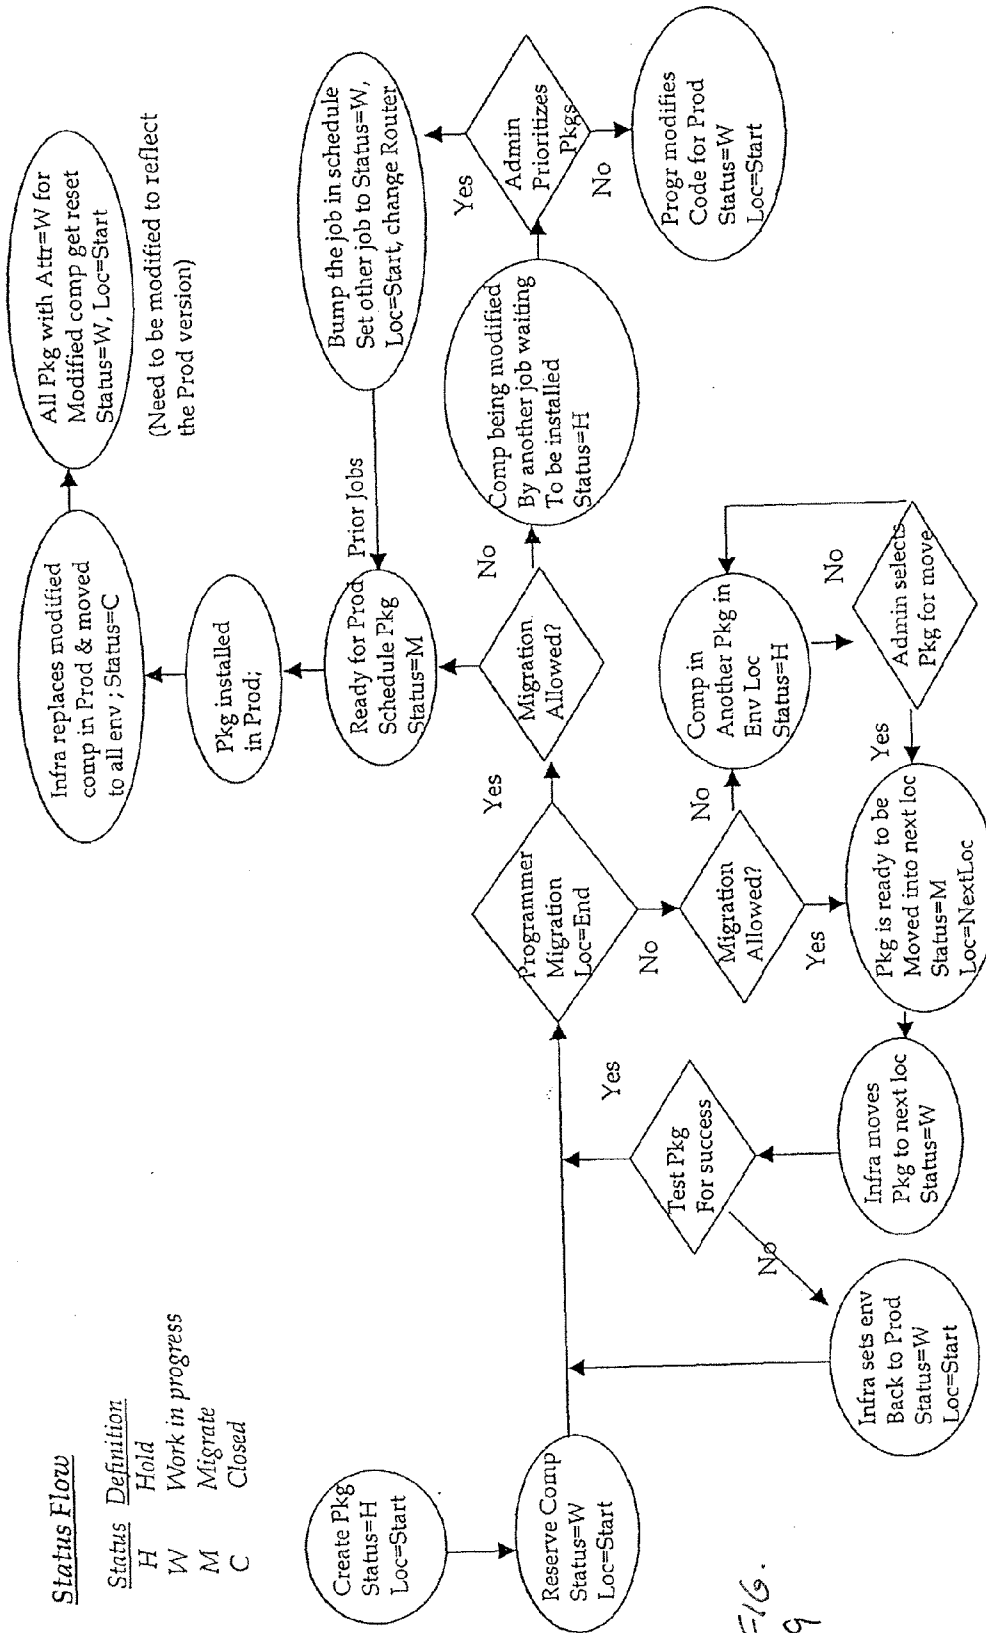 Status Flow
Status Definition
H Hold
W Work in progress
M Migrate
C Closed
Create Pkg
Status=H
Loc=Start
Reserve Comp
Status=W
Loc=Start
Programmer
Migration
Loc=End
Yes
No
Migration
Allowed?
Yes
No
Ready for Prod
Schedule Pkg
Status=M
Prior Jobs
Pkg installed
in Prod;
Infra replaces modified
comp in Prod & moved
to all env ; Status=C
All Pkg with Attr=W for
Modified comp get reset
Status=W, Loc=Start
(Need to be modified to reflect
the Prod version)
Bump the job in schedule
Set other job to Status=W,
Loc=Start, change Router
Comp being modified
By another job waiting
To be installed
Status=H
Admin
Prioritizes
Pkgs
Yes
No
Progr modifies
Code for Prod
Status=W
Loc=Start
Migration
Allowed?
No
Comp in
Another Pkg in
Env Loc
Status=H
No
Admin selects
Pkg for move
Yes
Pkg is ready to be
Moved into next loc
Status=M
Loc=NextLoc
Infra moves
Pkg to next loc
Status=W
Test Pkg
For success
Yes
No
Infra sets env
Back to Prod
Status=W
Loc=Start
FIG.
9